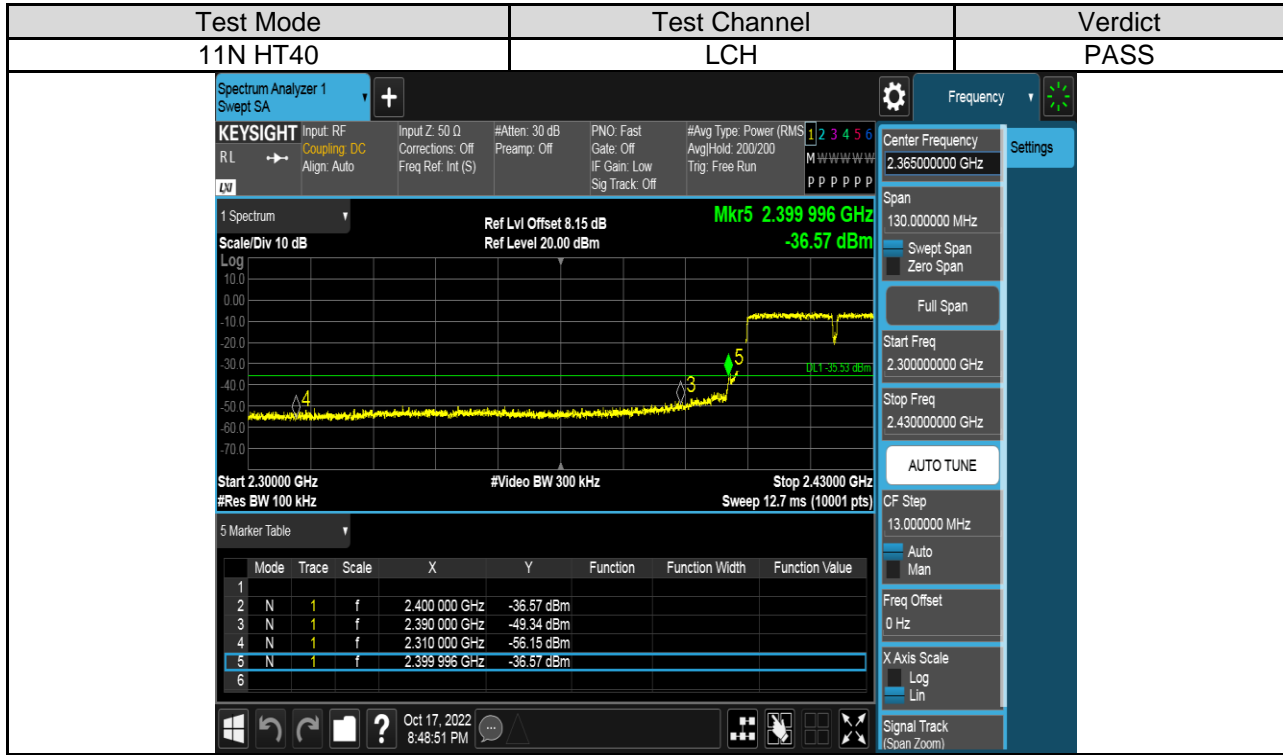 Test Mode Test Channel Verdict
11N HT40 LCH PASS
Spectrum Analyzer 1
Swept SA
+
Frequency
KEYSIGHT
RL
LXI
Input: RF
Coupling: DC
Align: Auto
Input Z: 50 Ω
Corrections: Off
Freq Ref: Int (S)
#Atten: 30 dB
Preamp: Off
PNO: Fast
Gate: Off
IF Gain: Low
Sig Track: Off
#Avg Type: Power (RMS
Avg|Hold: 200/200
Trig: Free Run
1 2 3 4 5 6
M W W W W W
P P P P P P
Center Frequency
2.365000000 GHz
Settings
Span
130.000000 MHz
Swept Span
Zero Span
Full Span
Start Freq
2.300000000 GHz
Stop Freq
2.430000000 GHz
AUTO TUNE
CF Step
13.000000 MHz
Auto
Man
Freq Offset
0 Hz
X Axis Scale
Log
Lin
Signal Track
(Span Zoom)
1 Spectrum
Scale/Div 10 dB
Ref Lvl Offset 8.15 dB
Ref Level 20.00 dBm
Mkr5 2.399 996 GHz
-36.57 dBm
Log
10.0
0.00
-10.0
-20.0
-30.0
-40.0
-50.0
-60.0
-70.0
5
DL1 -35.53 dBm
3
4
Start 2.30000 GHz
#Res BW 100 kHz
#Video BW 300 kHz
Stop 2.43000 GHz
Sweep 12.7 ms (10001 pts)
5 Marker Table
Mode Trace Scale X Y Function Function Width Function Value
1
2 N 1 f 2.400 000 GHz -36.57 dBm
3 N 1 f 2.390 000 GHz -49.34 dBm
4 N 1 f 2.310 000 GHz -56.15 dBm
5 N 1 f 2.399 996 GHz -36.57 dBm
6
?
Oct 17, 2022
8:48:51 PM